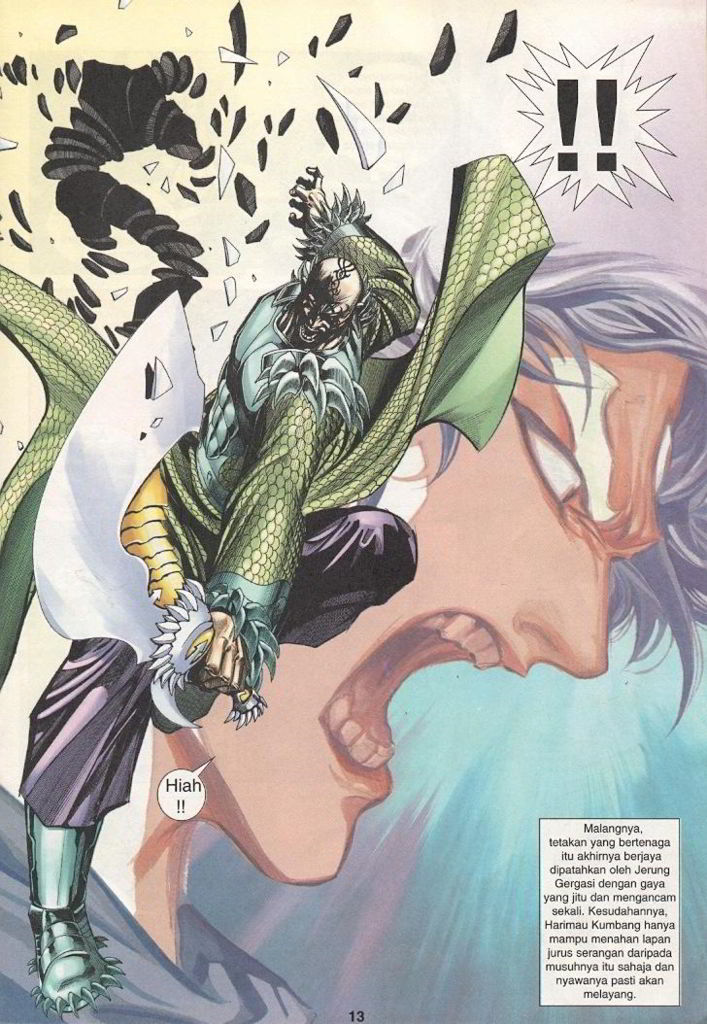 !!
Hiah
!!
Malangnya,
tetakan yang bertenaga
itu akhirnya berjaya
dipatahkan oleh Jerung
Gergasi dengan gaya
yang jitu dan mengancam
sekali. Kesudahannya,
Harimau Kumbang hanya
mampu menahan lapan
jurus serangan daripada
musuhnya itu sahaja dan
nyawanya pasti akan
melayang.
13